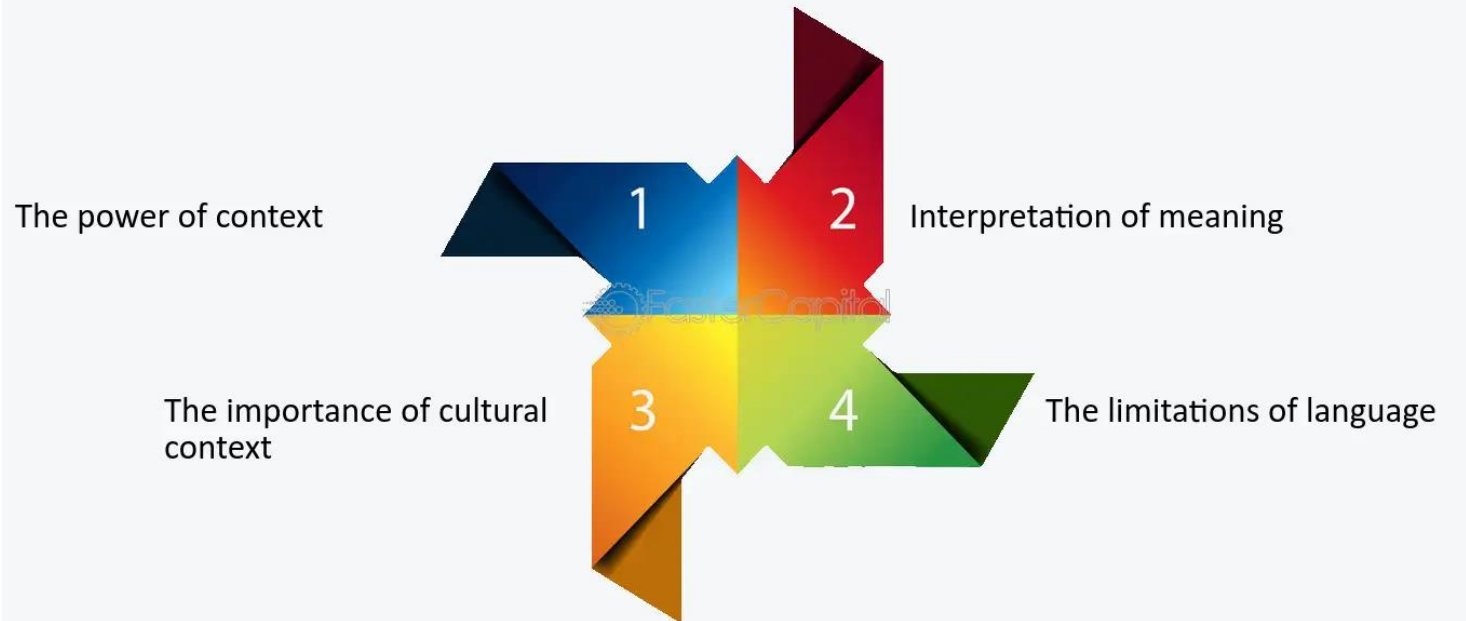 The power of context
1
2
Interpretation of meaning
FasterCapital
The importance of cultural
context
3
4
The limitations of language